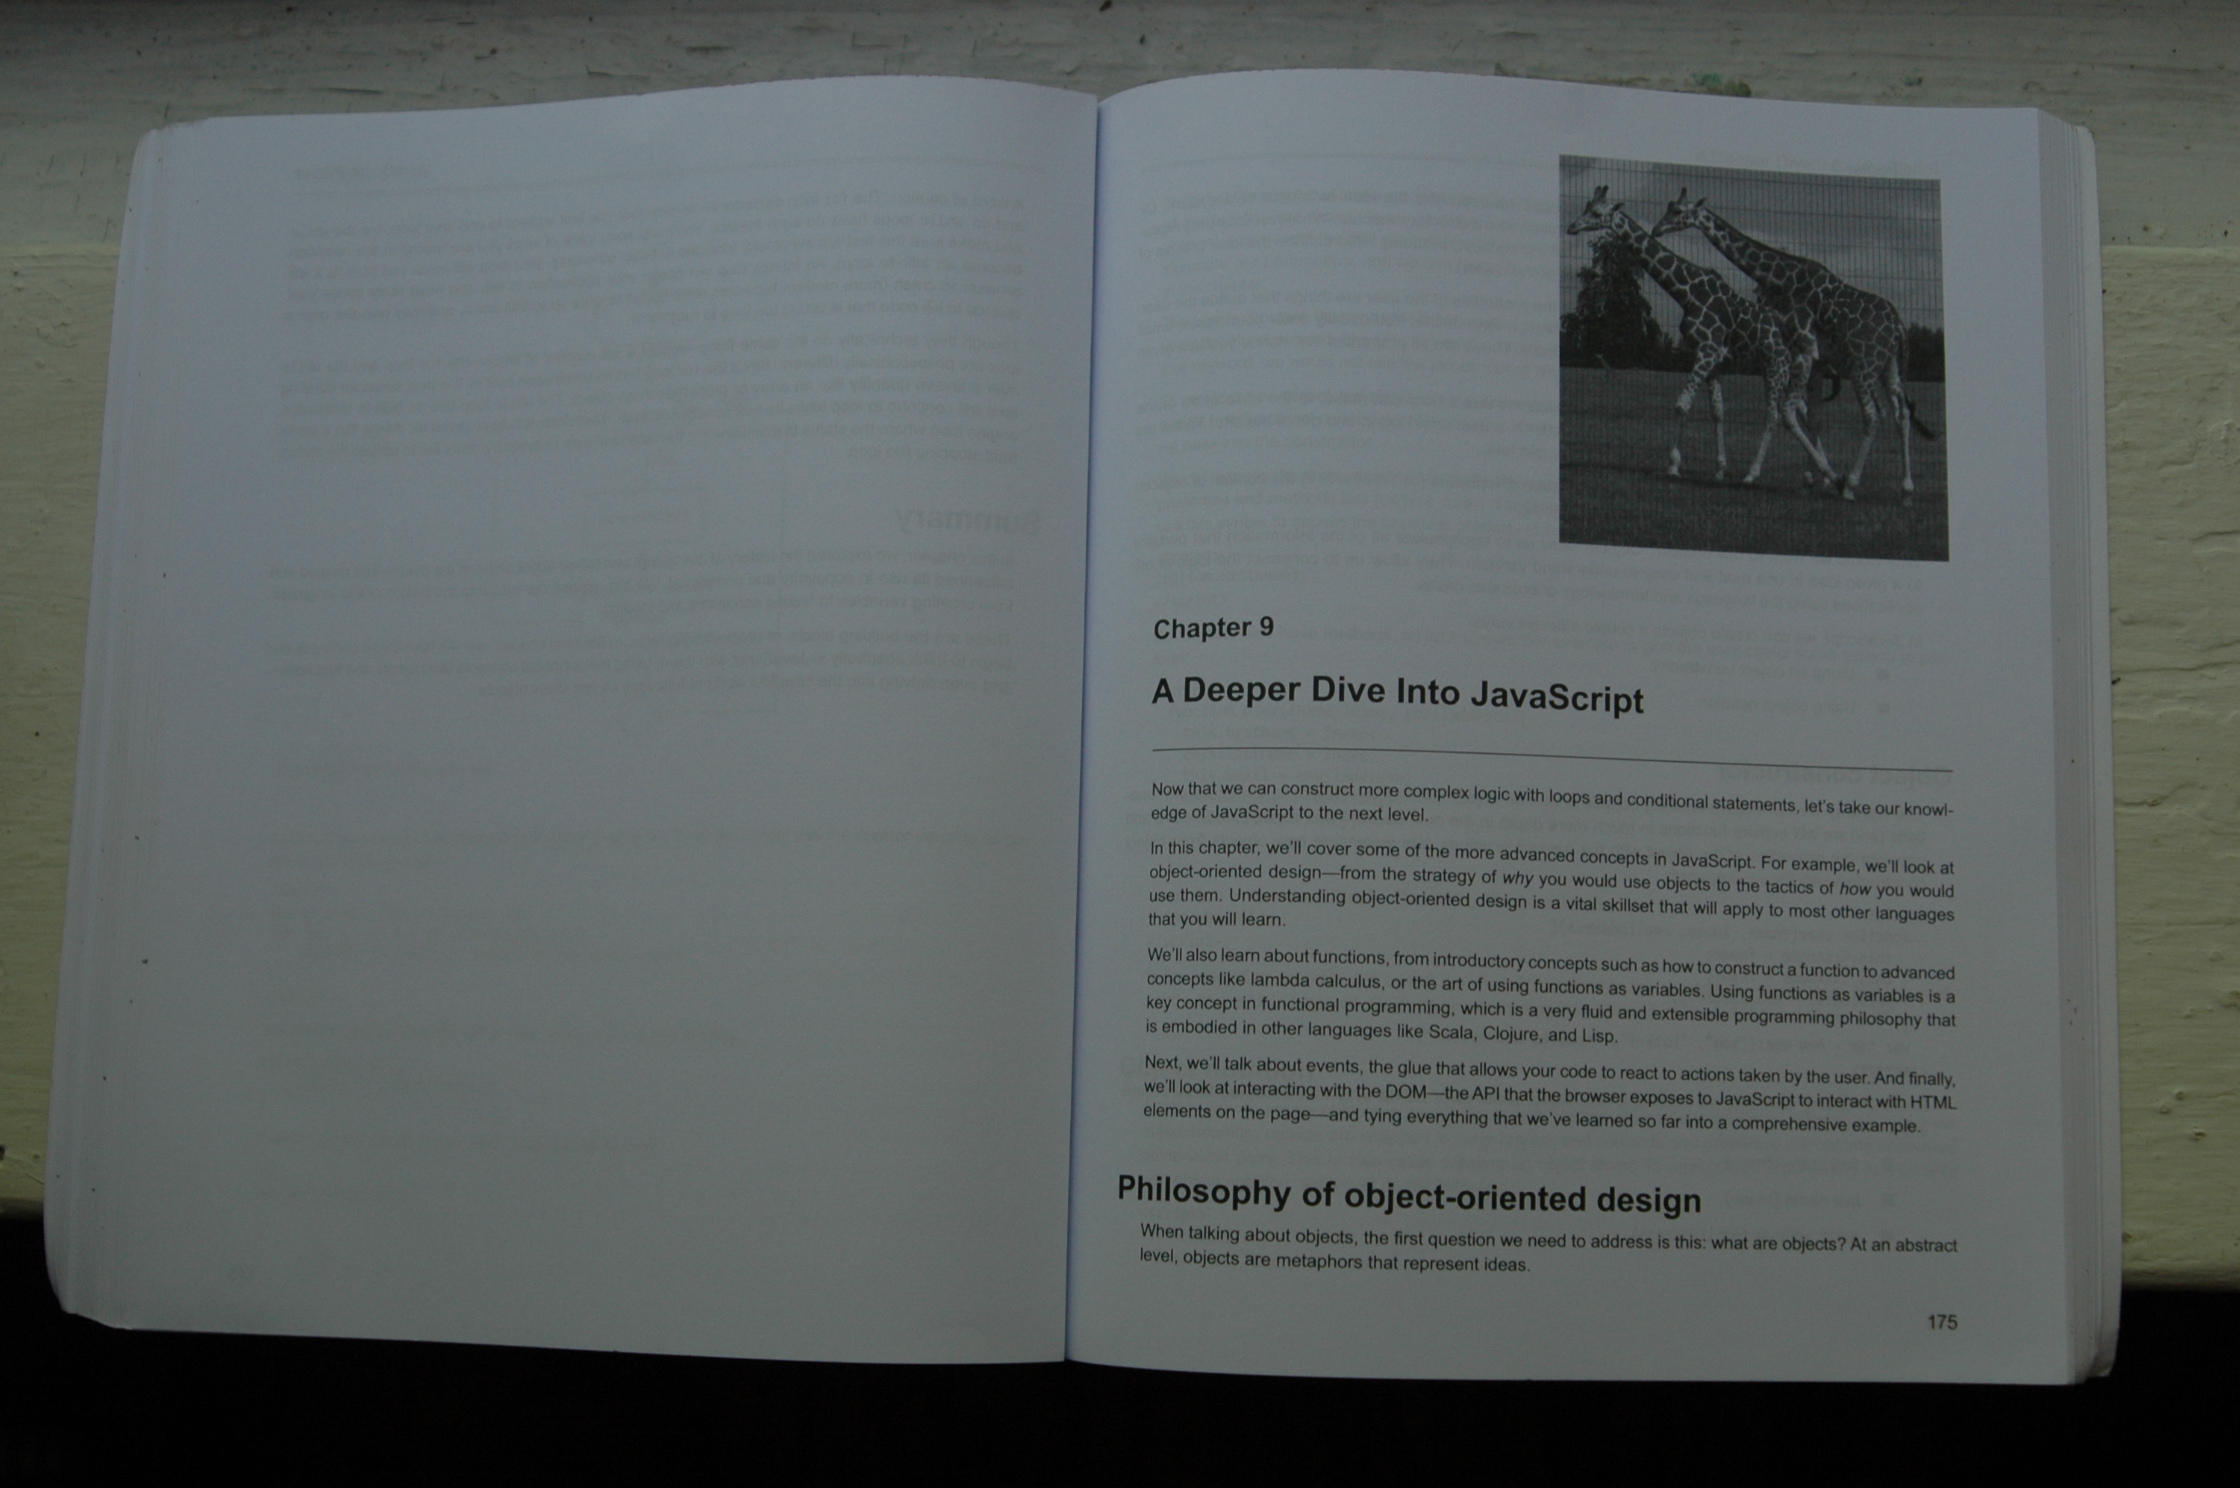 Summary
Chapter 9
A Deeper Dive Into JavaScript
Now that we can construct more complex logic with loops and conditional statements, let's take our knowl-
edge of JavaScript to the next level.
In this chapter, we'll cover some of the more advanced concepts in JavaScript. For example, we'll look at
object-oriented design—from the strategy of why you would use objects to the tactics of how you would
use them. Understanding object-oriented design is a vital skillset that will apply to most other languages
that you will learn.
We'll also learn about functions, from introductory concepts such as how to construct a function to advanced
concepts like lambda calculus, or the art of using functions as variables. Using functions as variables is a
key concept in functional programming, which is a very fluid and extensible programming philosophy that
is embodied in other languages like Scala, Clojure, and Lisp.
Next, we'll talk about events, the glue that allows your code to react to actions taken by the user. And finally,
we'll look at interacting with the DOM—the API that the browser exposes to JavaScript to interact with HTML
elements on the page—and tying everything that we've learned so far into a comprehensive example.
Philosophy of object-oriented design
When talking about objects, the first question we need to address is this: what are objects? At an abstract
level, objects are metaphors that represent ideas.
175